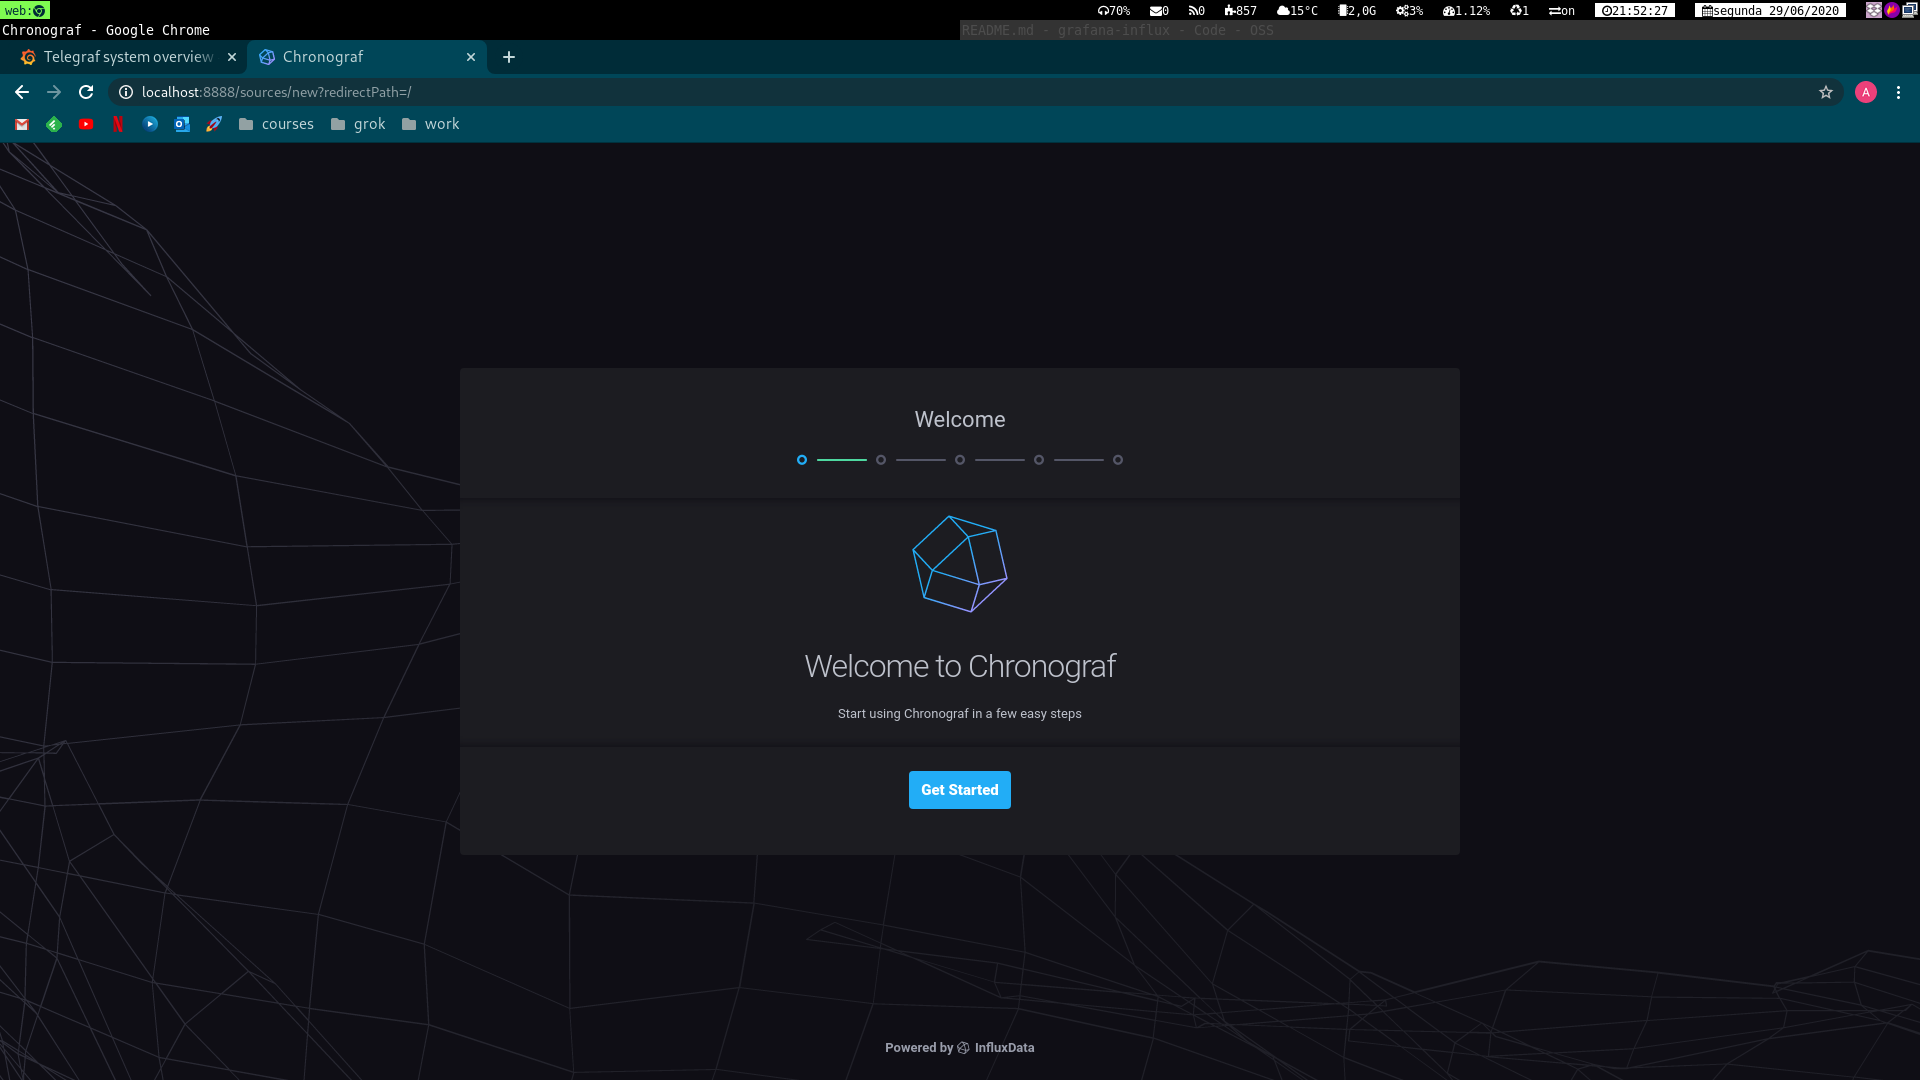 web:
70% 0 0 857 15°C 2,0G 3% 1.12% 1 on 21:52:27 segunda 29/06/2020
Chronograf - Google Chrome
README.md - grafana-influx - Code - OSS
Telegraf system overview
Chronograf
localhost:8888/sources/new?redirectPath=/
A
courses
grok
work
Welcome
Welcome to Chronograf
Start using Chronograf in a few easy steps
Get Started
Powered by InfluxData